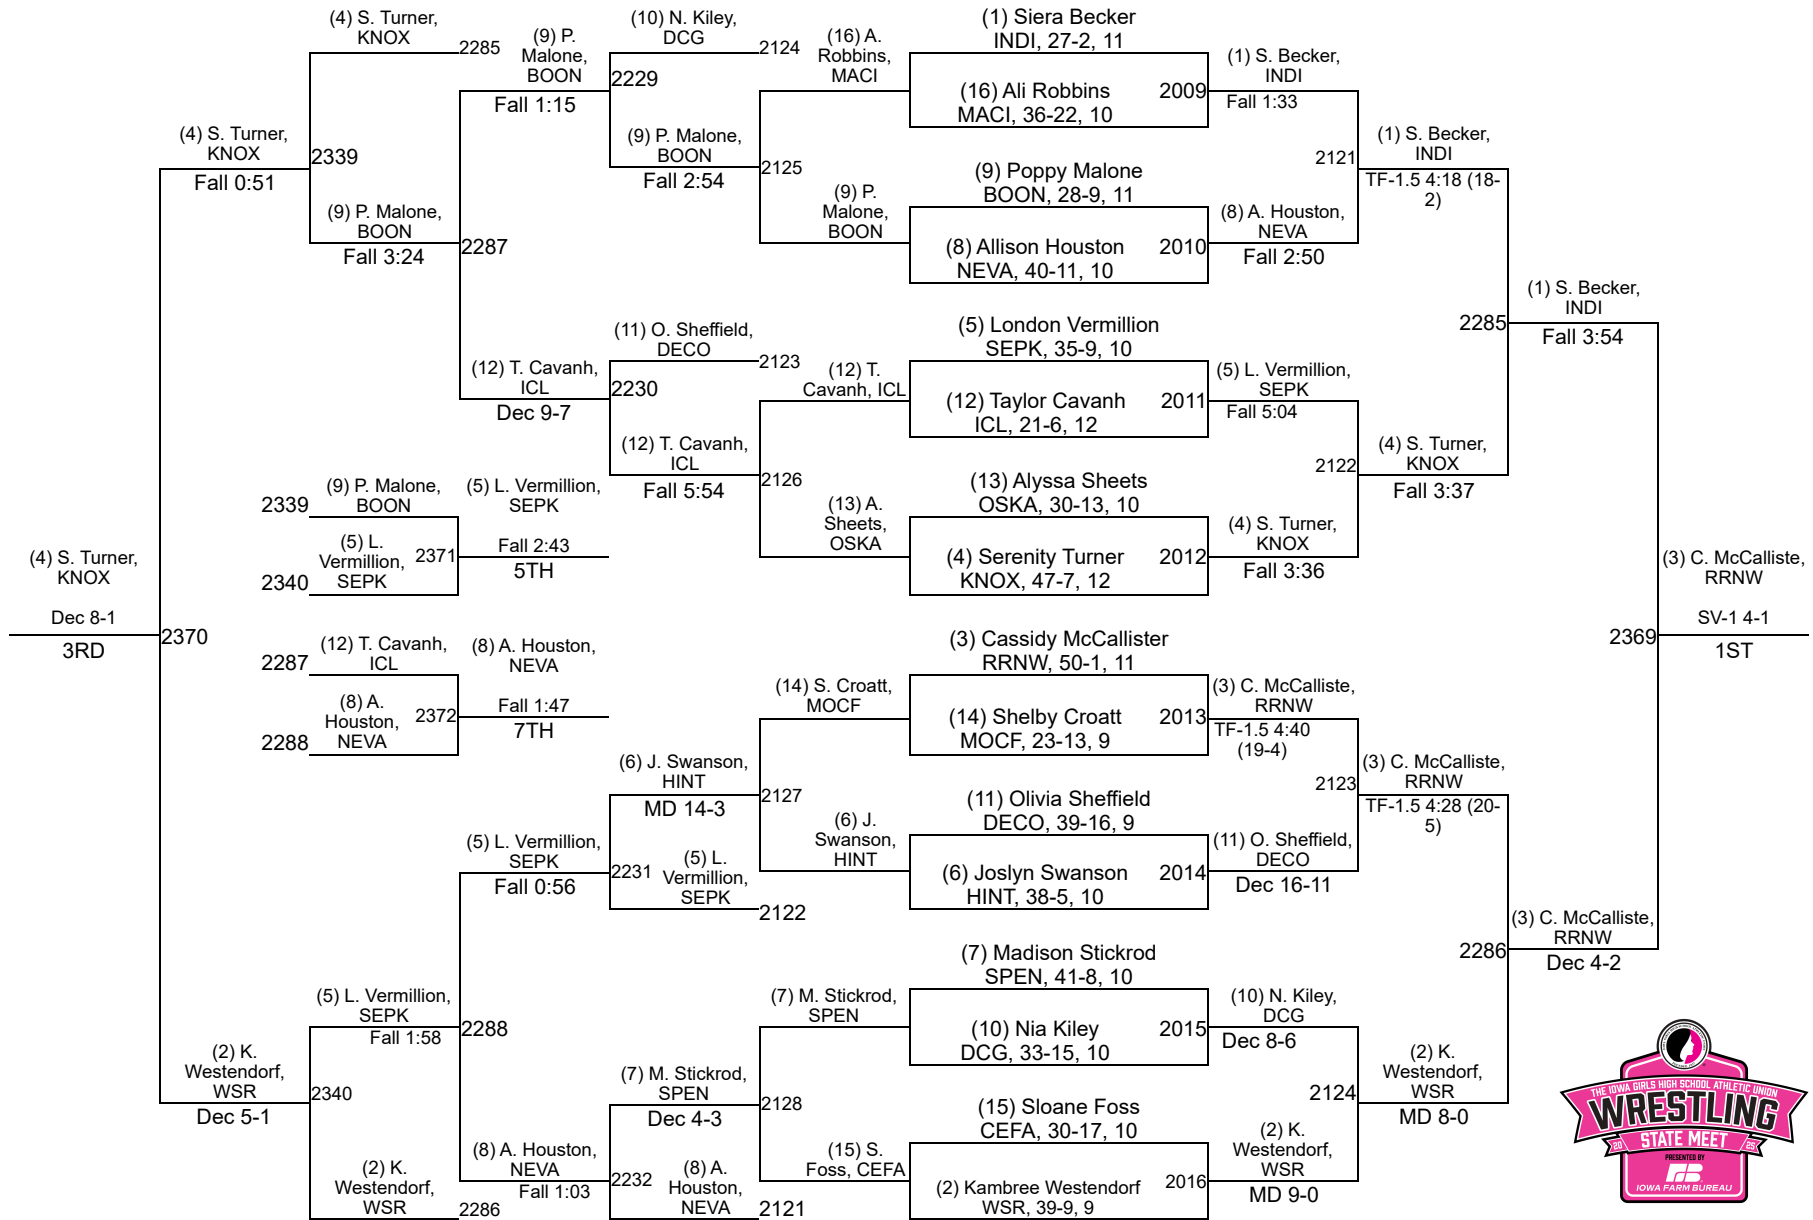 (4) S. Turner,
KNOX
2285
(9) P.
Malone,
BOON
Fall 1:15
(10) N. Kiley,
DCG
2124
2229
(16) A.
Robbins,
MACI
(1) Siera Becker
INDI, 27-2, 11
(16) Ali Robbins
MACI, 36-22, 10
2009
(1) S. Becker,
INDI
Fall 1:33
(4) S. Turner,
KNOX
Fall 0:51
2339
(9) P. Malone,
BOON
Fall 2:54
2125
2121
(1) S. Becker,
INDI
TF-1.5 4:18 (18-
2)
(9) P. Malone,
BOON
Fall 3:24
2287
(9) P.
Malone,
BOON
(9) Poppy Malone
BOON, 28-9, 11
(8) Allison Houston
NEVA, 40-11, 10
2010
(8) A. Houston,
NEVA
Fall 2:50
(1) S. Becker,
INDI
Fall 3:54
2285
(11) O. Sheffield,
DECO
2123
(12) T. Cavanh,
ICL
Dec 9-7
2230
(12) T.
Cavanh, ICL
(5) London Vermillion
SEPK, 35-9, 10
(12) Taylor Cavanh
ICL, 21-6, 12
2011
(5) L. Vermillion,
SEPK
Fall 5:04
(12) T. Cavanh,
ICL
Fall 5:54
2126
2122
(4) S. Turner,
KNOX
Fall 3:37
2339
(9) P. Malone,
BOON
(5) L. Vermillion,
SEPK
(5) L.
Vermillion,
SEPK
2371
Fall 2:43
5TH
2340
(13) A.
Sheets,
OSKA
(13) Alyssa Sheets
OSKA, 30-13, 10
(4) Serenity Turner
KNOX, 47-7, 12
2012
(4) S. Turner,
KNOX
Fall 3:36
(4) S. Turner,
KNOX
Dec 8-1
3RD
2370
(3) C. McCalliste,
RRNW
SV-1 4-1
1ST
2369
2287
(12) T. Cavanh,
ICL
(8) A. Houston,
NEVA
(8) A.
Houston,
NEVA
2372
Fall 1:47
7TH
2288
(14) S. Croatt,
MOCF
(3) Cassidy McCallister
RRNW, 50-1, 11
(14) Shelby Croatt
MOCF, 23-13, 9
2013
(3) C. McCalliste,
RRNW
TF-1.5 4:40
(19-4)
(6) J. Swanson,
HINT
MD 14-3
2127
2123
(3) C. McCalliste,
RRNW
TF-1.5 4:28 (20-
5)
(6) J.
Swanson,
HINT
(11) Olivia Sheffield
DECO, 39-16, 9
(6) Joslyn Swanson
HINT, 38-5, 10
2014
(11) O. Sheffield,
DECO
Dec 16-11
(5) L. Vermillion,
SEPK
Fall 0:56
2231
(5) L.
Vermillion,
SEPK
2122
2286
(3) C. McCalliste,
RRNW
Dec 4-2
(5) L. Vermillion,
SEPK
Fall 1:58
2288
(7) M. Stickrod,
SPEN
(7) Madison Stickrod
SPEN, 41-8, 10
(10) Nia Kiley
DCG, 33-15, 10
2015
(10) N. Kiley,
DCG
Dec 8-6
(2) K.
Westendorf,
WSR
Dec 5-1
2340
(7) M. Stickrod,
SPEN
Dec 4-3
2128
2124
(2) K.
Westendorf,
WSR
MD 8-0
(2) K.
Westendorf,
WSR
2286
(8) A. Houston,
NEVA
Fall 1:03
2232
(8) A.
Houston,
NEVA
2121
(15) S.
Foss, CEFA
(15) Sloane Foss
CEFA, 30-17, 10
(2) Kambree Westendorf
WSR, 39-9, 9
2016
(2) K.
Westendorf,
WSR
MD 9-0
THE IOWA GIRLS HIGH SCHOOL ATHLETIC UNION
WRESTLING
20 STATE MEET 25
PRESENTED BY
FB
IOWA FARM BUREAU